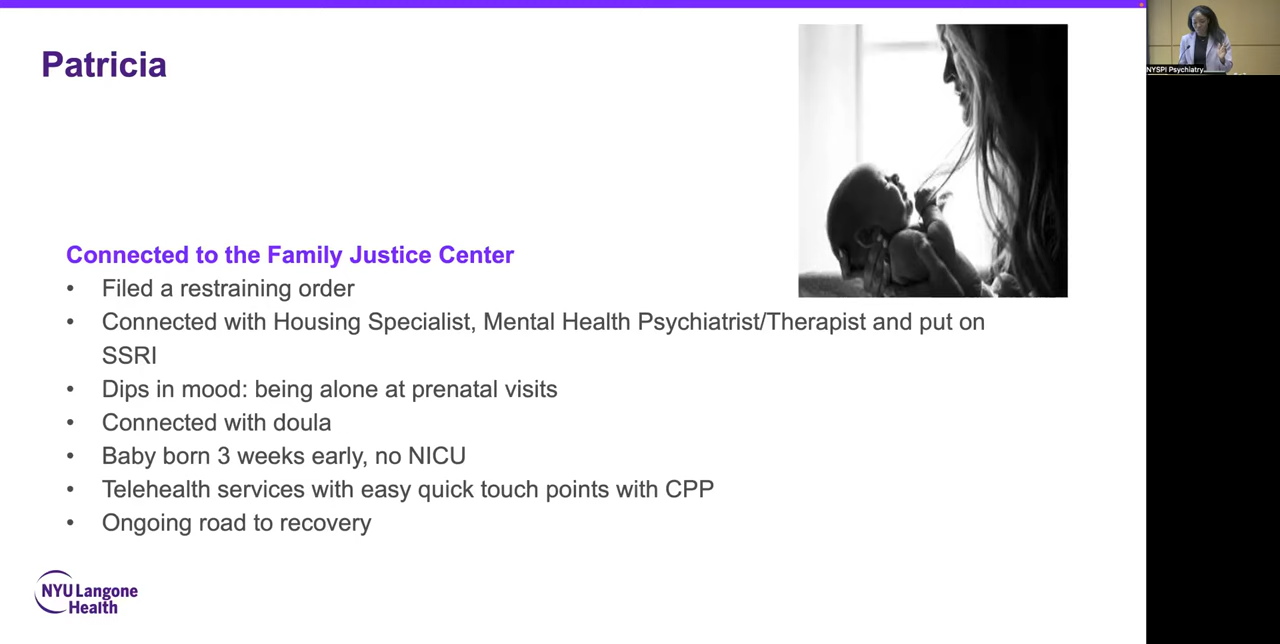 Patricia
NYSPI Psychiatry...
Connected to the Family Justice Center
• Filed a restraining order
• Connected with Housing Specialist, Mental Health Psychiatrist/Therapist and put on
SSRI
• Dips in mood: being alone at prenatal visits
• Connected with doula
• Baby born 3 weeks early, no NICU
• Telehealth services with easy quick touch points with CPP
• Ongoing road to recovery
NYU Langone
Health